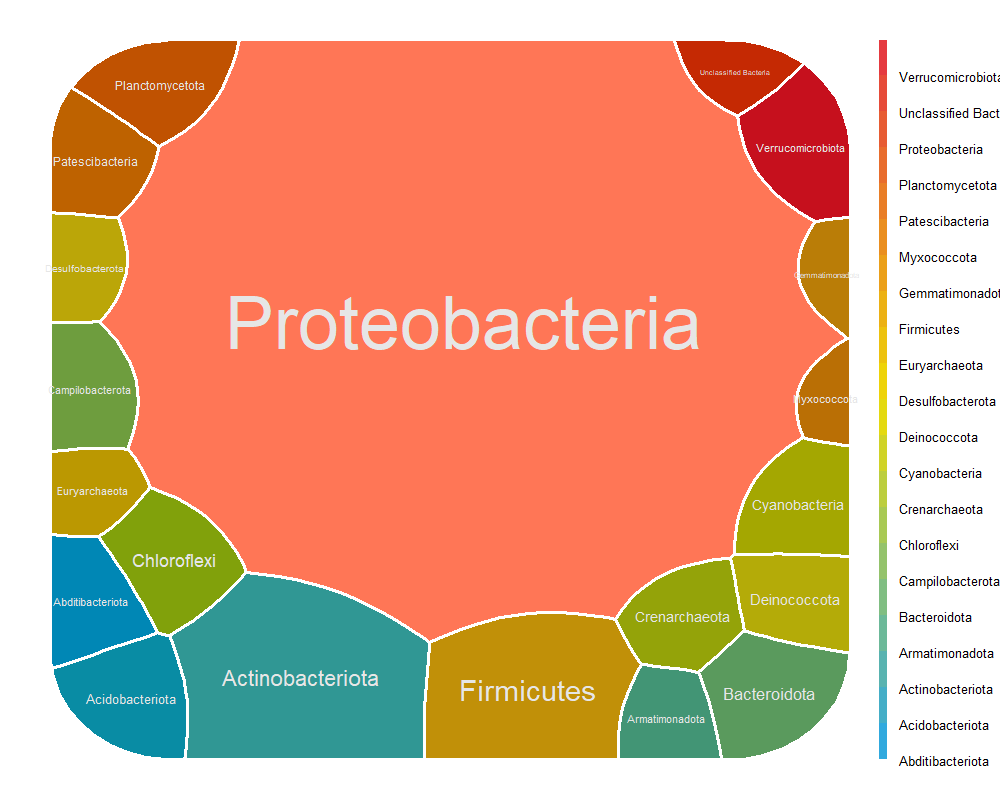 Planctomycetota
Unclassified Bacteria
Patescibacteria
Verrucomicrobiota
Desulfobacterota
Gemmatimonadota
Proteobacteria
Campilobacterota
Myxococcota
Euryarchaeota
Cyanobacteria
Chloroflexi
Abditibacteriota
Deinococcota
Crenarchaeota
Actinobacteriota
Firmicutes
Bacteroidota
Acidobacteriota
Armatimonadota
Verrucomicrobiota
Unclassified Bact
Proteobacteria
Planctomycetota
Patescibacteria
Myxococcota
Gemmatimonadot
Firmicutes
Euryarchaeota
Desulfobacterota
Deinococcota
Cyanobacteria
Crenarchaeota
Chloroflexi
Campilobacterota
Bacteroidota
Armatimonadota
Actinobacteriota
Acidobacteriota
Abditibacteriota